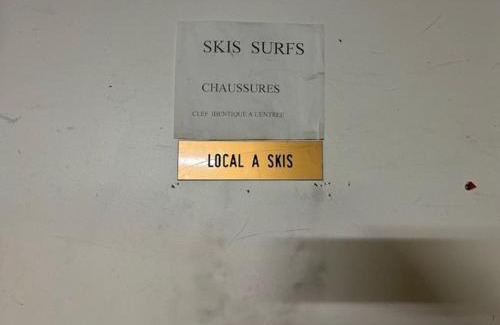 SKIS SURFS
CHAUSSURES
CLEF IDENTIQUE A L'ENTREE
LOCAL A SKIS